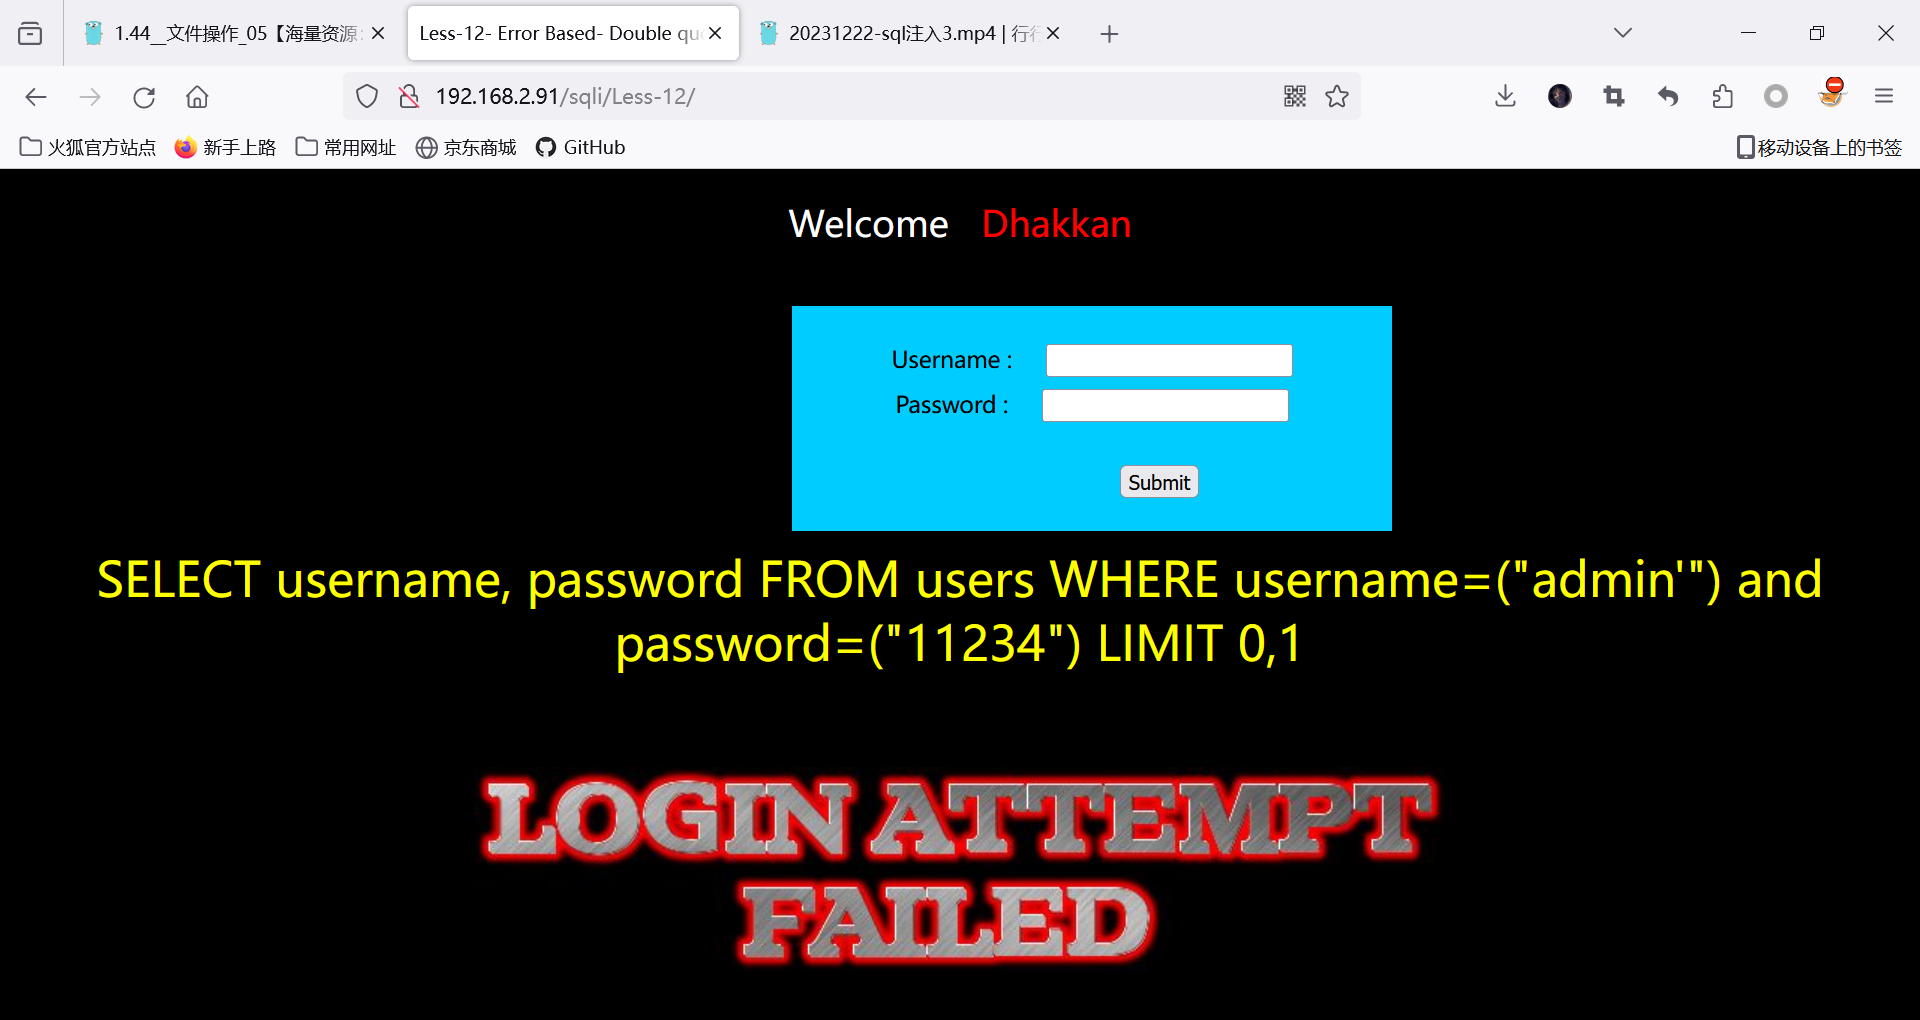 1.44__文件操作_05【海量资源
Less-12- Error Based- Double qu
20231222-sql注入3.mp4 | 行
192.168.2.91/sqli/Less-12/
火狐官方站点 新手上路 常用网址 京东商城 GitHub 移动设备上的书签
Welcome Dhakkan
Username :
Password :
Submit
SELECT username, password FROM users WHERE username=("admin'") and
password=("11234") LIMIT 0,1
LOGIN ATTEMPT
FAILED